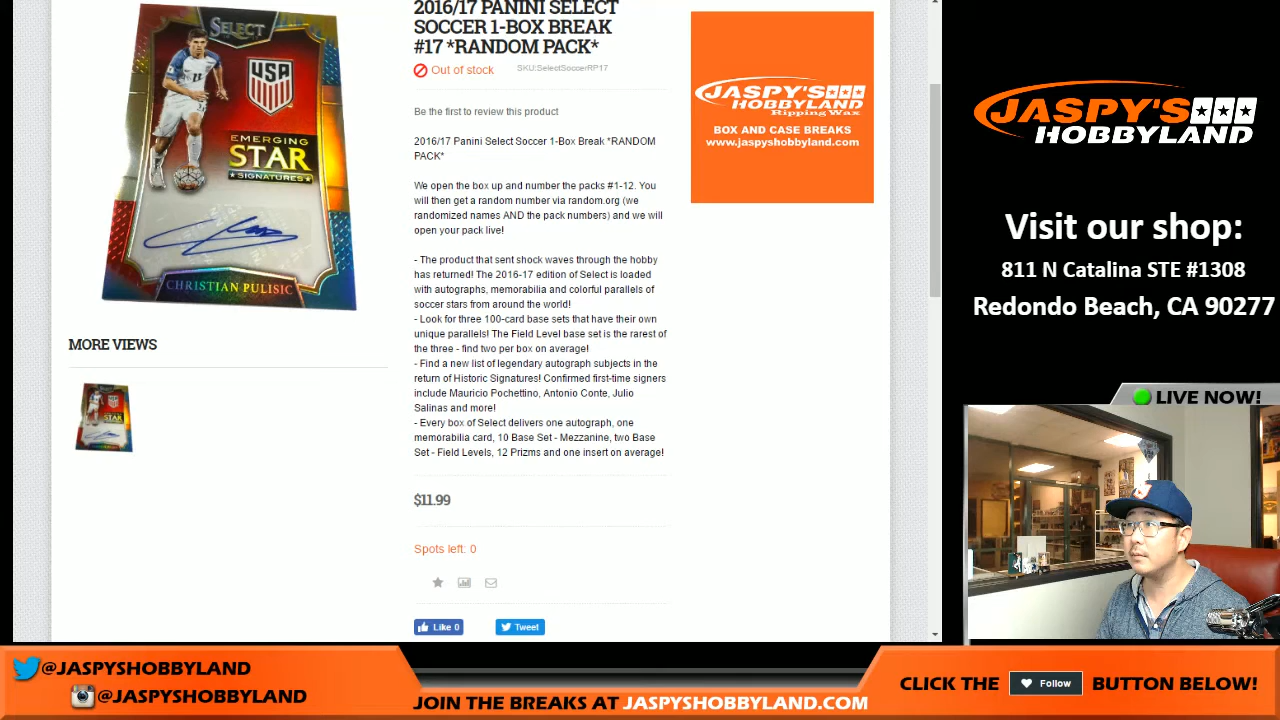 2016/17 PANINI SELECT
SOCCER 1-BOX BREAK
#17 *RANDOM PACK*
Out of stock
SKU:SelectSoccerRP17
Be the first to review this product
2016/17 Panini Select Soccer 1-Box Break *RANDOM
PACK*
We open the box up and number the packs #1-12. You
will then get a random number via random.org (we
randomized names AND the pack numbers) and we will
open your pack live!
- The product that sent shock waves through the hobby
has returned! The 2016-17 edition of Select is loaded
with autographs, memorabilia and colorful parallels of
soccer stars from around the world!
- Look for three 100-card base sets that have their own
unique parallels! The Field Level base set is the rarest of
the three - find two per box on average!
- Find a new list of legendary autograph subjects in the
return of Historic Signatures! Confirmed first-time signers
include Mauricio Pochettino, Antonio Conte, Julio
Salinas and more!
- Every box of Select delivers one autograph, one
memorabilia card, 10 Base Set - Mezzanine, two Base
Set - Field Levels, 12 Prizms and one insert on average!
$11.99
Spots left: 0
Like 0
Tweet
SELECT
USA
EMERGING
STAR
SIGNATURES
CHRISTIAN PULISIC
MORE VIEWS
JASPY'S
HOBBYLAND
Ripping Wax
BOX AND CASE BREAKS
www.jaspyshobbyland.com
JASPY'S
HOBBYLAND
Visit our shop:
811 N Catalina STE #1308
Redondo Beach, CA 90277
LIVE NOW!
@JASPYSHOBBYLAND
@JASPYSHOBBYLAND
JOIN THE BREAKS AT JASPYSHOBBYLAND.COM
CLICK THE Follow BUTTON BELOW!